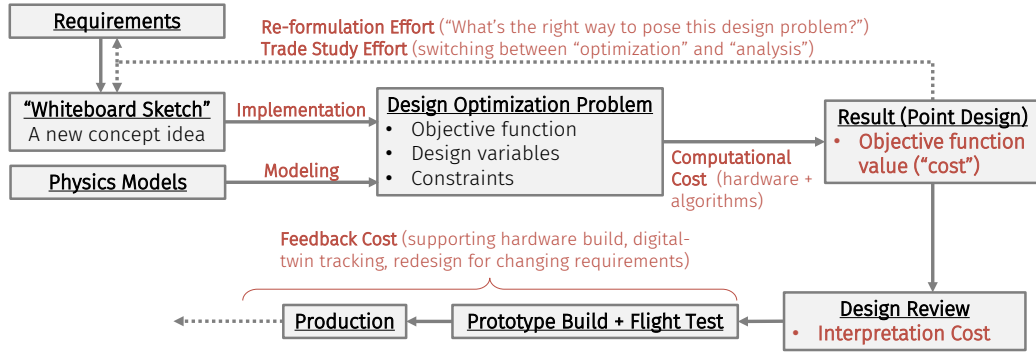 Requirements
Re-formulation Effort (“What’s the right way to pose this design problem?”)
Trade Study Effort (switching between “optimization” and “analysis”)
“Whiteboard Sketch”
A new concept idea
Implementation
Design Optimization Problem
• Objective function
• Design variables
• Constraints
Physics Models
Modeling
Computational
Cost (hardware +
algorithms)
Result (Point Design)
• Objective function
value (“cost”)
Feedback Cost (supporting hardware build, digital-
twin tracking, redesign for changing requirements)
Production
Prototype Build + Flight Test
Design Review
• Interpretation Cost